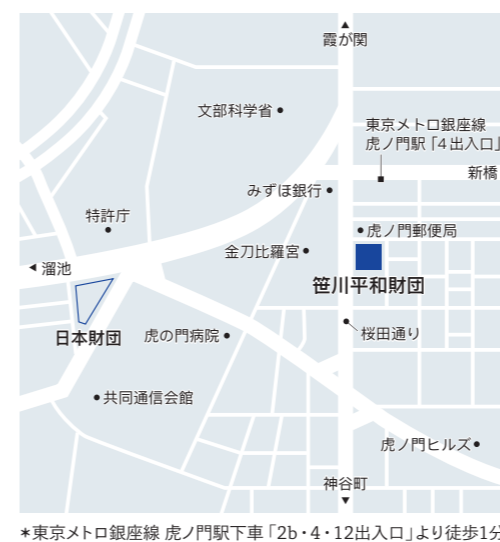 ▲
霞が関
文部科学省
東京メトロ銀座線
虎ノ門駅「4出入口」
新橋
みずほ銀行
特許庁
虎ノ門郵便局
金刀比羅宮
◀ 溜池
笹川平和財団
日本財団
虎の門病院
桜田通り
共同通信会館
虎ノ門ヒルズ
神谷町
▼
*東京メトロ銀座線 虎ノ門駅下車「2b・4・12出入口」より徒歩1分